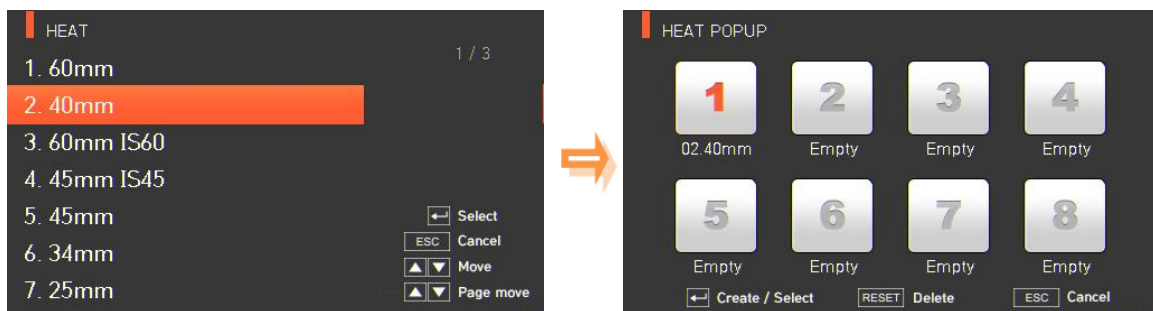 HEAT
1 / 3
1. 60mm
2. 40mm
3. 60mm IS60
4. 45mm IS45
5. 45mm
6. 34mm
7. 25mm
Select
ESC Cancel
Move
Page move
HEAT POPUP
1 2 3 4
02.40mm Empty Empty Empty
5 6 7 8
Empty Empty Empty Empty
Create / Select RESET Delete ESC Cancel